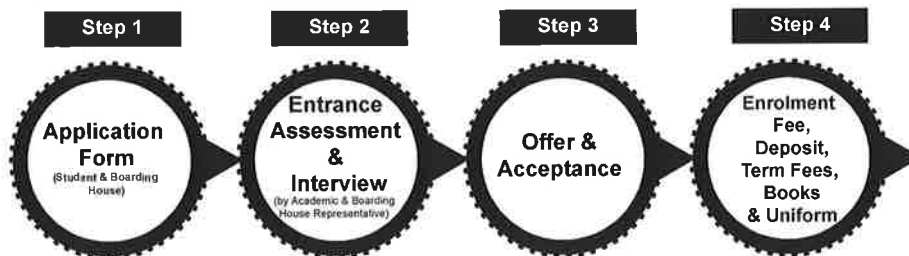 Step 1
Application
Form
(Student & Boarding
House)
Step 2
Entrance
Assessment
&
Interview
(by Academic & Boarding
House Representative)
Step 3
Offer &
Acceptance
Step 4
Enrolment
Fee,
Deposit,
Term Fees,
Books
& Uniform